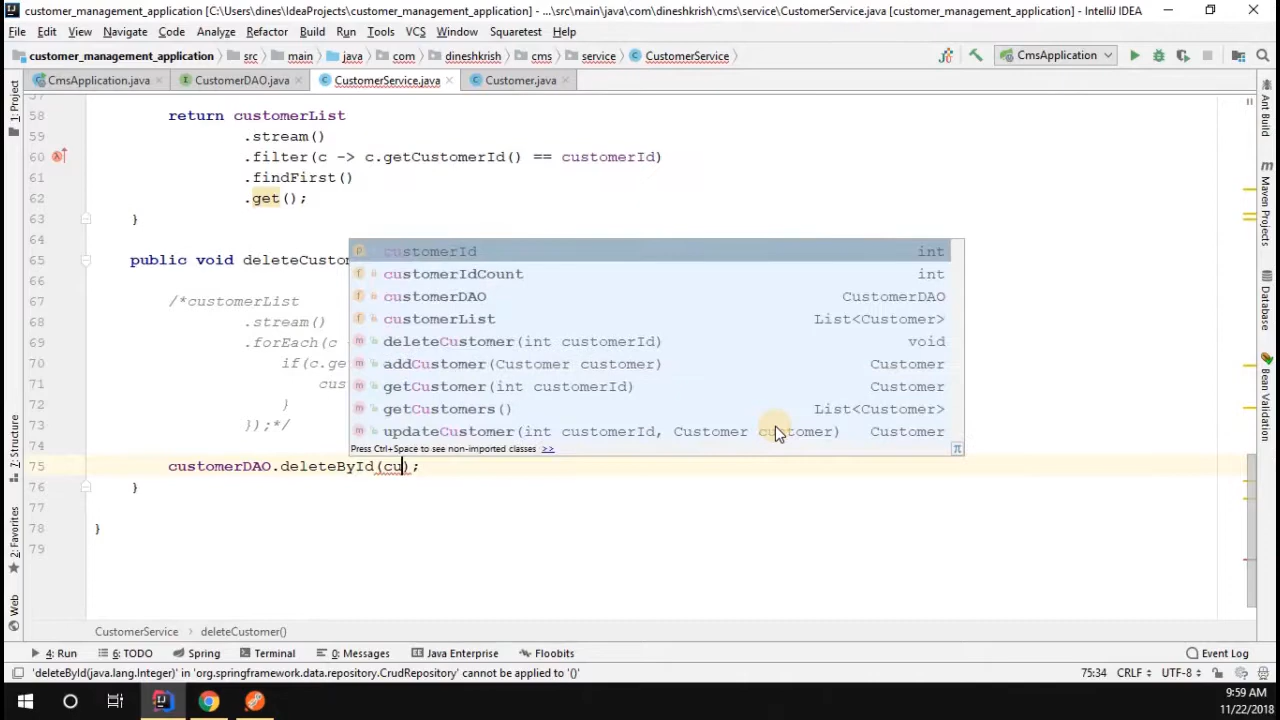 customer_management_application [C:\Users\dines\IdeaProjects\customer_management_application] - ...\src\main\java\com\dineshkrish\cms\service\CustomerService.java [customer_management_application] - IntelliJ IDEA
File Edit View Navigate Code Analyze Refactor Build Run Tools VCS Window Squaretest Help
customer_management_application src main java com dineshkrish cms service CustomerService CmsApplication
CmsApplication.java CustomerDAO.java CustomerService.java Customer.java
57
58 return customerList
59 .stream()
60 .filter(c -> c.getCustomerId() == customerId)
61 .findFirst()
62 .get();
63 }
64
65 public void deleteCustom
66
67 /*customerList
68 .stream()
69 .forEach(c
70 if(c.ge
71 cus
72 }
73 });*/
74
75 customerDAO.deleteById(cu);
76 }
77
78 }
79
customerId int
customerIdCount int
customerDAO CustomerDAO
customerList List<Customer>
deleteCustomer(int customerId) void
addCustomer(Customer customer) Customer
getCustomer(int customerId) Customer
getCustomers() List<Customer>
updateCustomer(int customerId, Customer customer) Customer
Press Ctrl+Space to see non-imported classes >>
1: Project
7: Structure
2: Favorites
Web
Ant Build
Maven Projects
Database
Bean Validation
CustomerService deleteCustomer()
4: Run 6: TODO Spring Terminal 0: Messages Java Enterprise Floobits Event Log
'deleteById(java.lang.Integer)' in 'org.springframework.data.repository.CrudRepository' cannot be applied to '()' 75:34 CRLF UTF-8
9:59 AM
11/22/2018